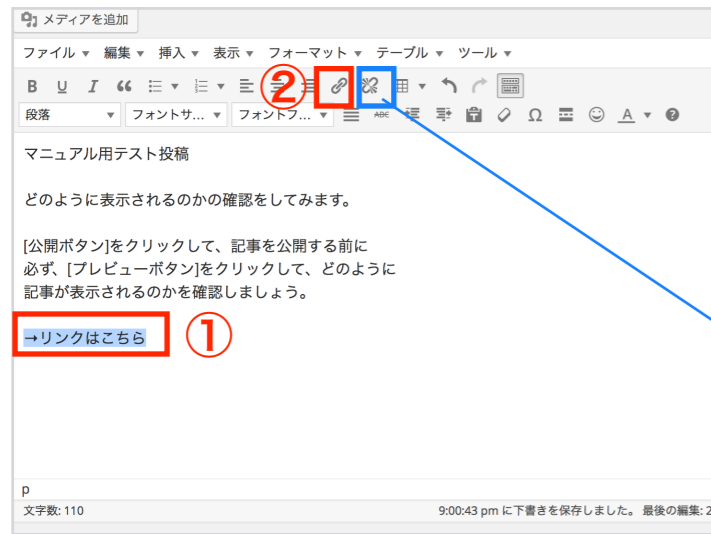 メディアを追加
ファイル 編集 挿入 表示 フォーマット テーブル ツール
B U I ②
段落 フォントサ... フォントフ... ABC Ω A
マニュアル用テスト投稿
どのように表示されるのかの確認をしてみます。
[公開ボタン]をクリックして、記事を公開する前に
必ず、[プレビューボタン]をクリックして、どのように
記事が表示されるのかを確認しましょう。
→リンクはこちら ①
p
文字数: 110 9:00:43 pm に下書きを保存しました。 最後の編集: 2